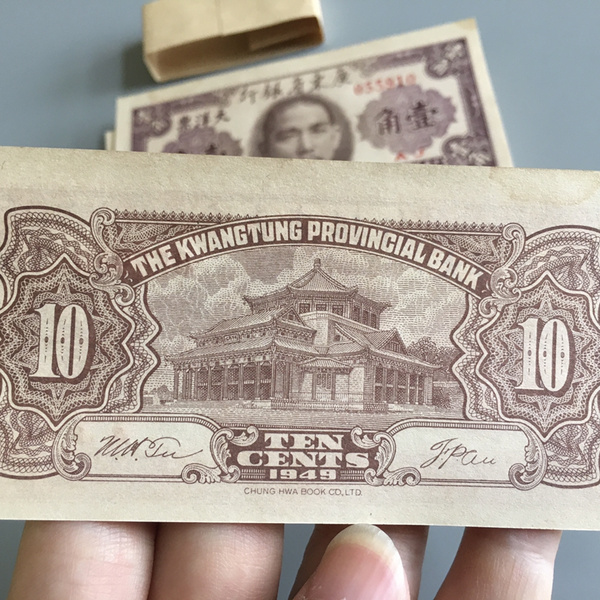 廣東省銀行
053010
大洋票
壹角
THE KWANGTUNG PROVINCIAL BANK
10
10
TEN
CENTS
1949
CHUNG HWA BOOK CO., LTD.